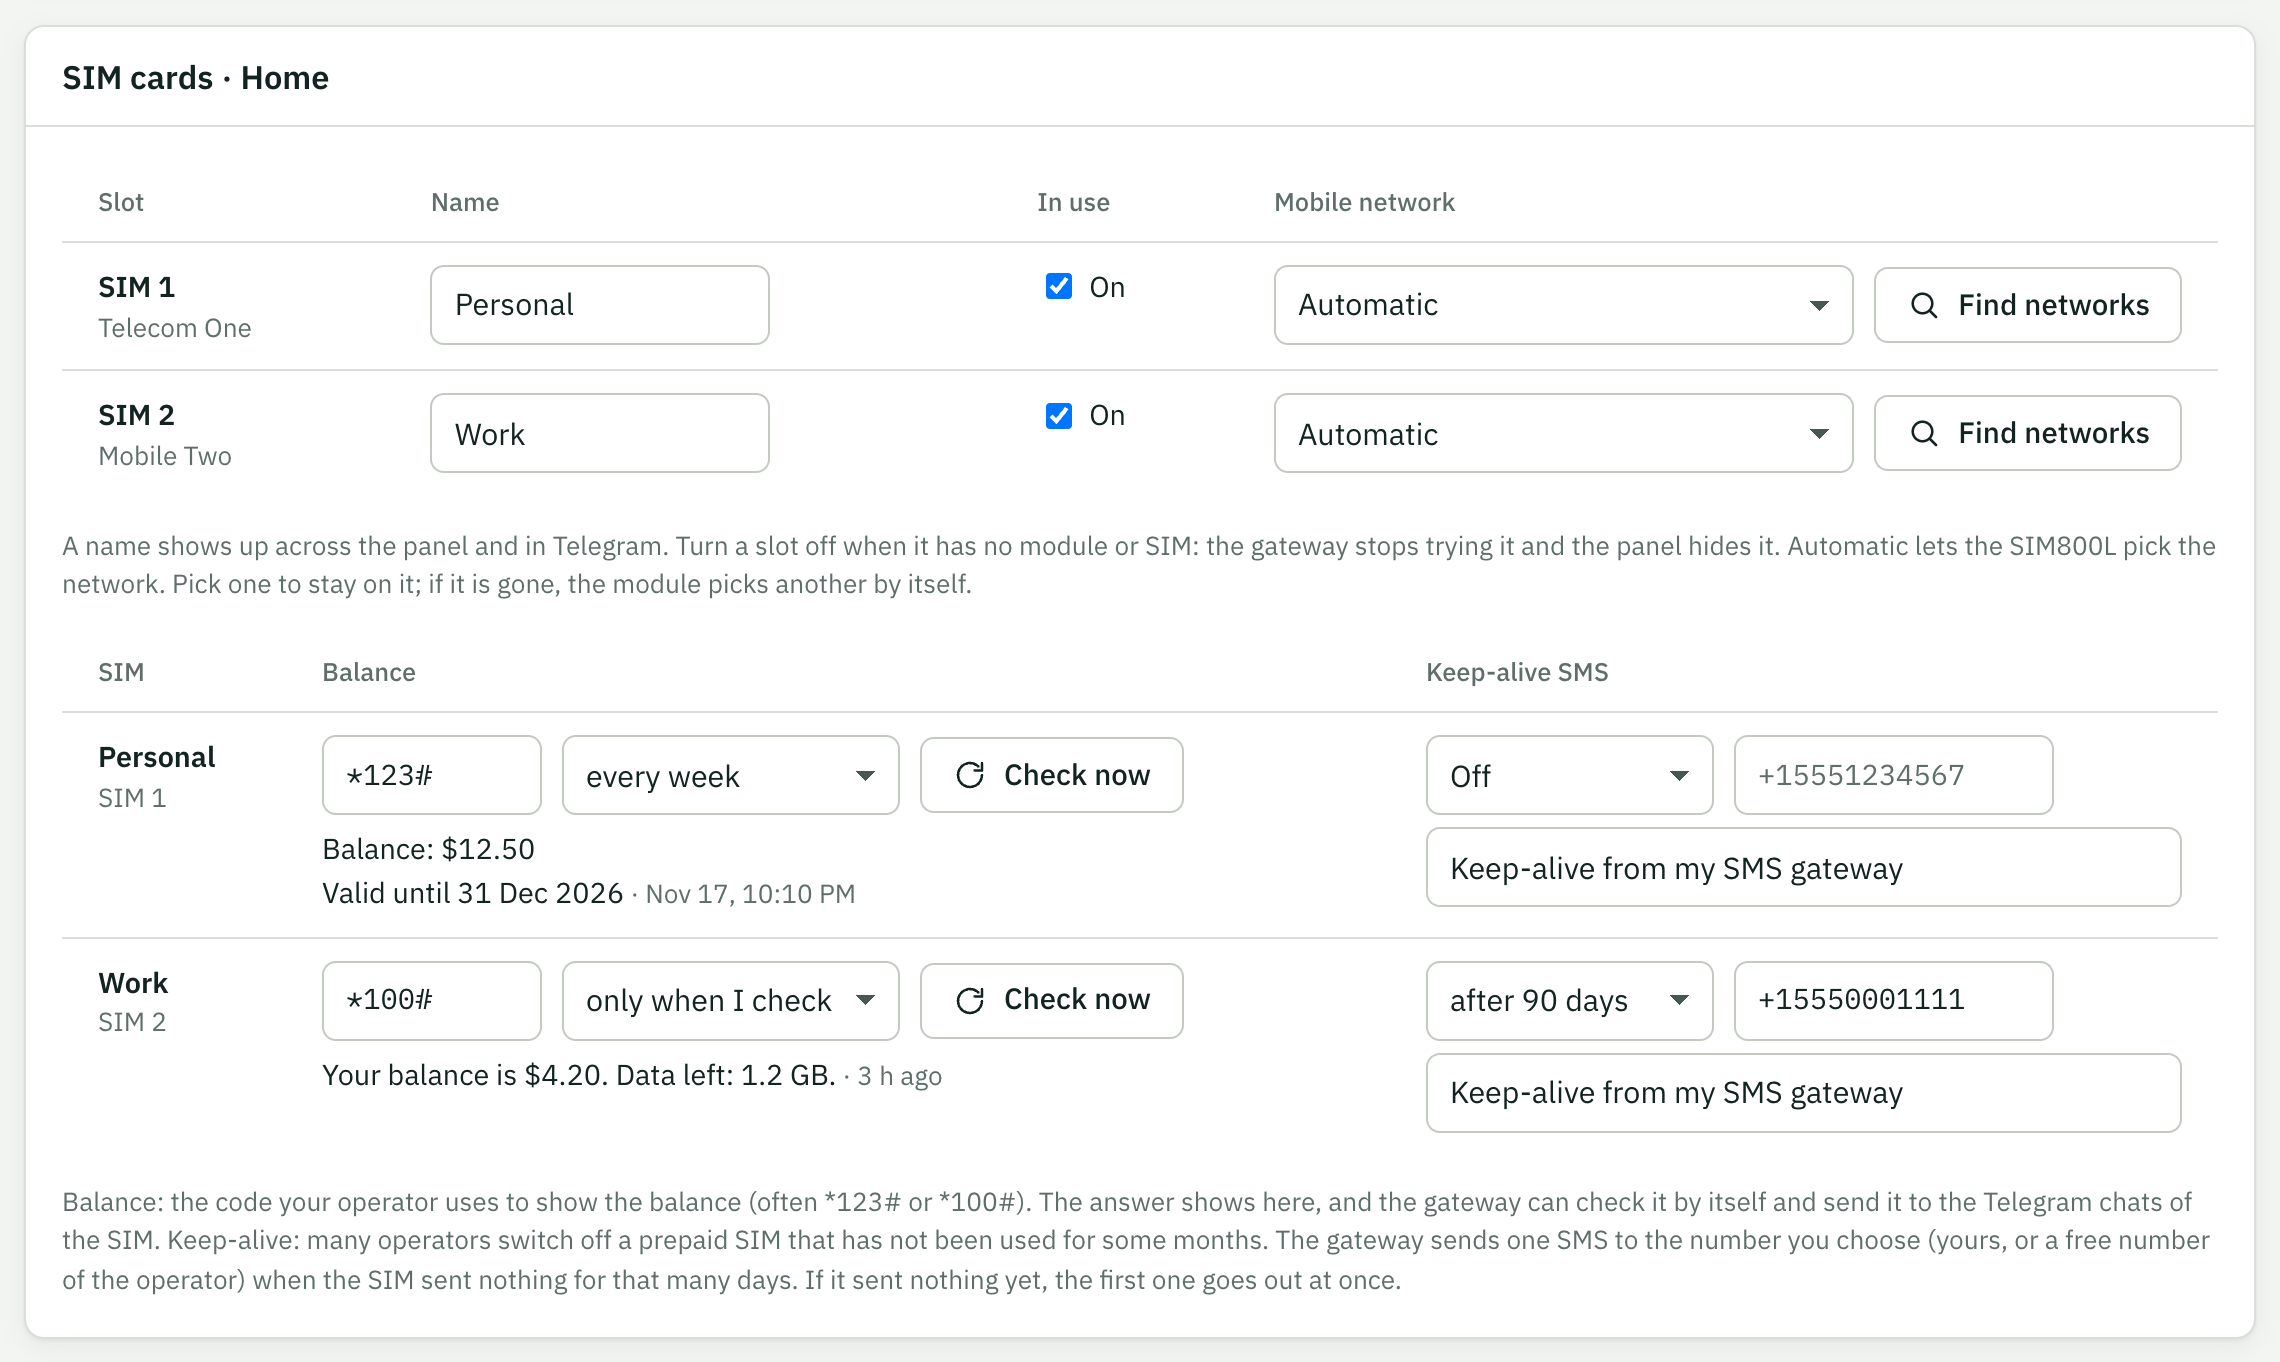 SIM cards · Home
Slot Name In use Mobile network
SIM 1 Personal On Automatic Find networks
Telecom One
SIM 2 Work On Automatic Find networks
Mobile Two
A name shows up across the panel and in Telegram. Turn a slot off when it has no module or SIM: the gateway stops trying it and the panel hides it. Automatic lets the SIM800L pick the
network. Pick one to stay on it; if it is gone, the module picks another by itself.
SIM Balance Keep-alive SMS
Personal *123# every week Check now Off +15551234567
SIM 1
Balance: $12.50 Keep-alive from my SMS gateway
Valid until 31 Dec 2026 · Nov 17, 10:10 PM
Work *100# only when I check Check now after 90 days +15550001111
SIM 2
Your balance is $4.20. Data left: 1.2 GB. · 3 h ago Keep-alive from my SMS gateway
Balance: the code your operator uses to show the balance (often *123# or *100#). The answer shows here, and the gateway can check it by itself and send it to the Telegram chats of
the SIM. Keep-alive: many operators switch off a prepaid SIM that has not been used for some months. The gateway sends one SMS to the number you choose (yours, or a free number
of the operator) when the SIM sent nothing for that many days. If it sent nothing yet, the first one goes out at once.